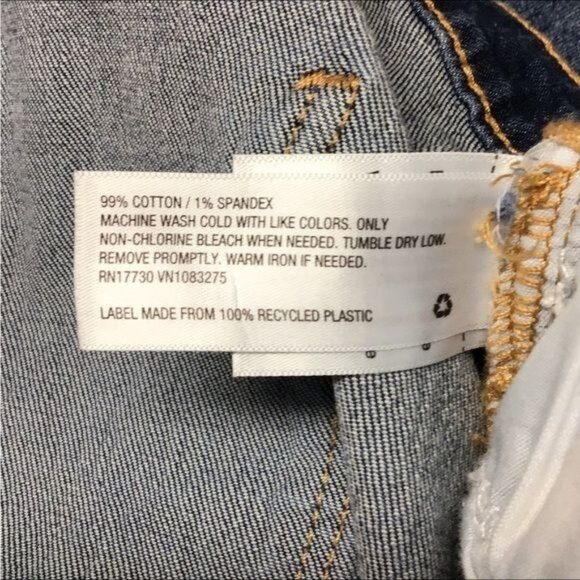 99% COTTON / 1% SPANDEX
MACHINE WASH COLD WITH LIKE COLORS. ONLY
NON-CHLORINE BLEACH WHEN NEEDED. TUMBLE DRY LOW.
REMOVE PROMPTLY. WARM IRON IF NEEDED.
RN17730 VN1083275
LABEL MADE FROM 100% RECYCLED PLASTIC